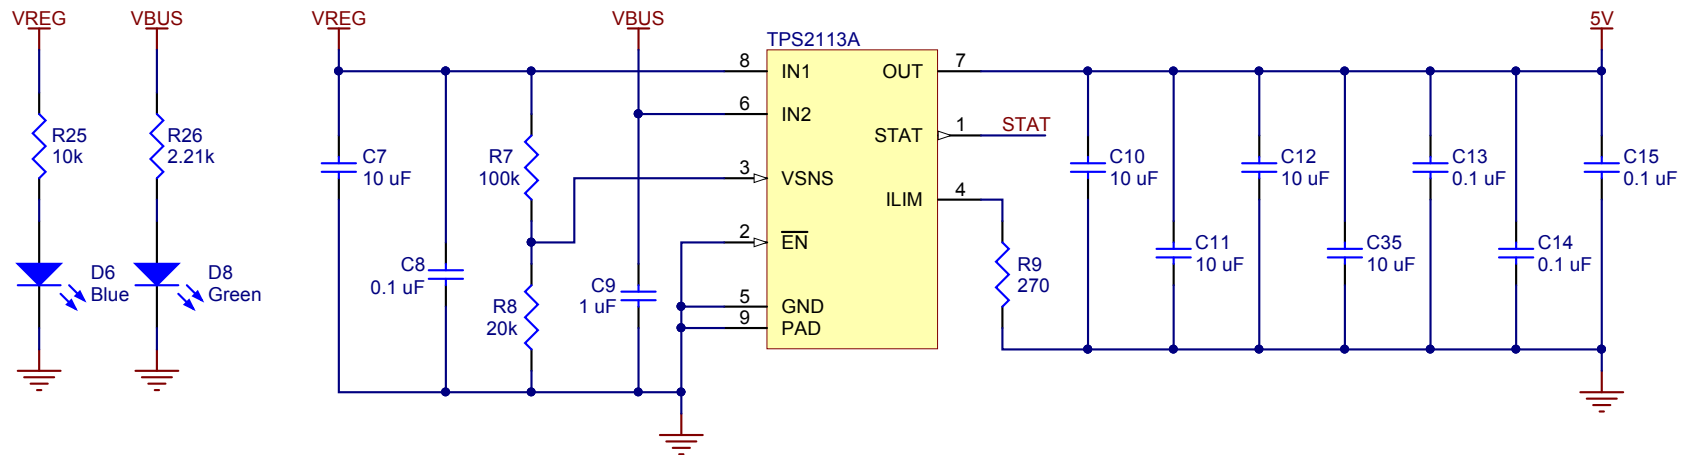 VREG
VBUS
R25
10k
R26
2.21k
D6
Blue
D8
Green
VREG
VBUS
C7
10 uF
C8
0.1 uF
R7
100k
R8
20k
C9
1 uF
TPS2113A
8
IN1
6
IN2
3
VSNS
2
EN
5
GND
9
PAD
OUT
7
STAT
1
STAT
ILIM
4
R9
270
C10
10 uF
C11
10 uF
C12
10 uF
C35
10 uF
C13
0.1 uF
C14
0.1 uF
5V
C15
0.1 uF